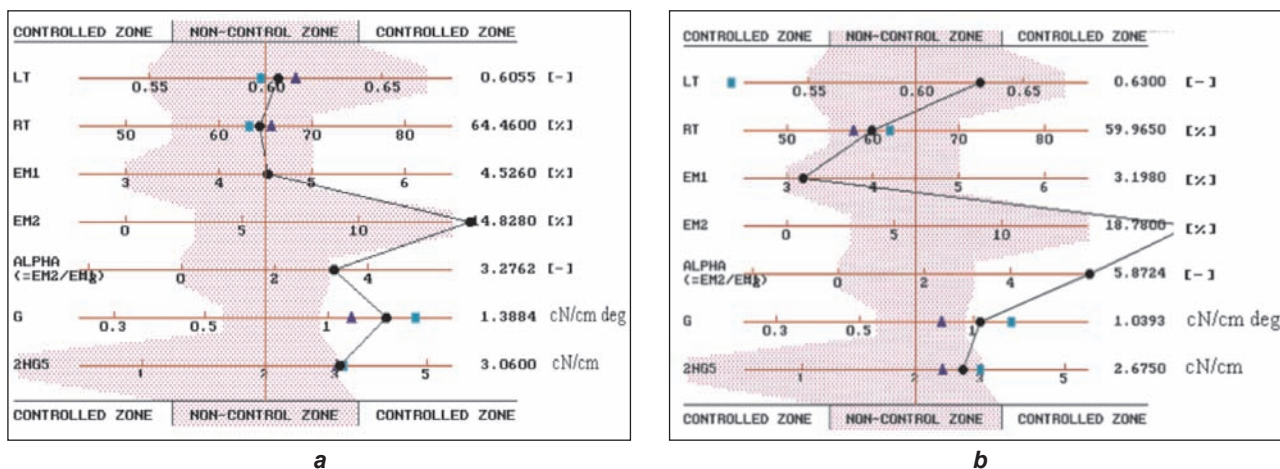 CONTROLLED ZONE NON-CONTROL ZONE CONTROLLED ZONE
LT 0.6055 [-]
0.55 0.60 0.65
RT 64.4600 [%]
50 60 70 80
EM1 4.5260 [%]
3 4 5 6
EM2 14.8280 [%]
0 5 10
ALPHA 3.2762 [-]
(=EM2/EM1)
0 2 4
G 1.3884 cN/cm deg
0.3 0.5 1
2HG5 3.0600 cN/cm
1 2 3 5
CONTROLLED ZONE NON-CONTROL ZONE CONTROLLED ZONE
a
CONTROLLED ZONE NON-CONTROL ZONE CONTROLLED ZONE
LT 0.6300 [-]
0.55 0.60 0.65
RT 59.9650 [%]
50 60 70 80
EM1 3.1980 [%]
3 4 5 6
EM2 18.7800 [%]
0 5 10
ALPHA 5.8724 [-]
(=EM2/EM1)
0 2 4
G 1.0393 cN/cm deg
0.3 0.5 1
2HG5 2.6750 cN/cm
1 2 3 5
CONTROLLED ZONE NON-CONTROL ZONE CONTROLLED ZONE
b